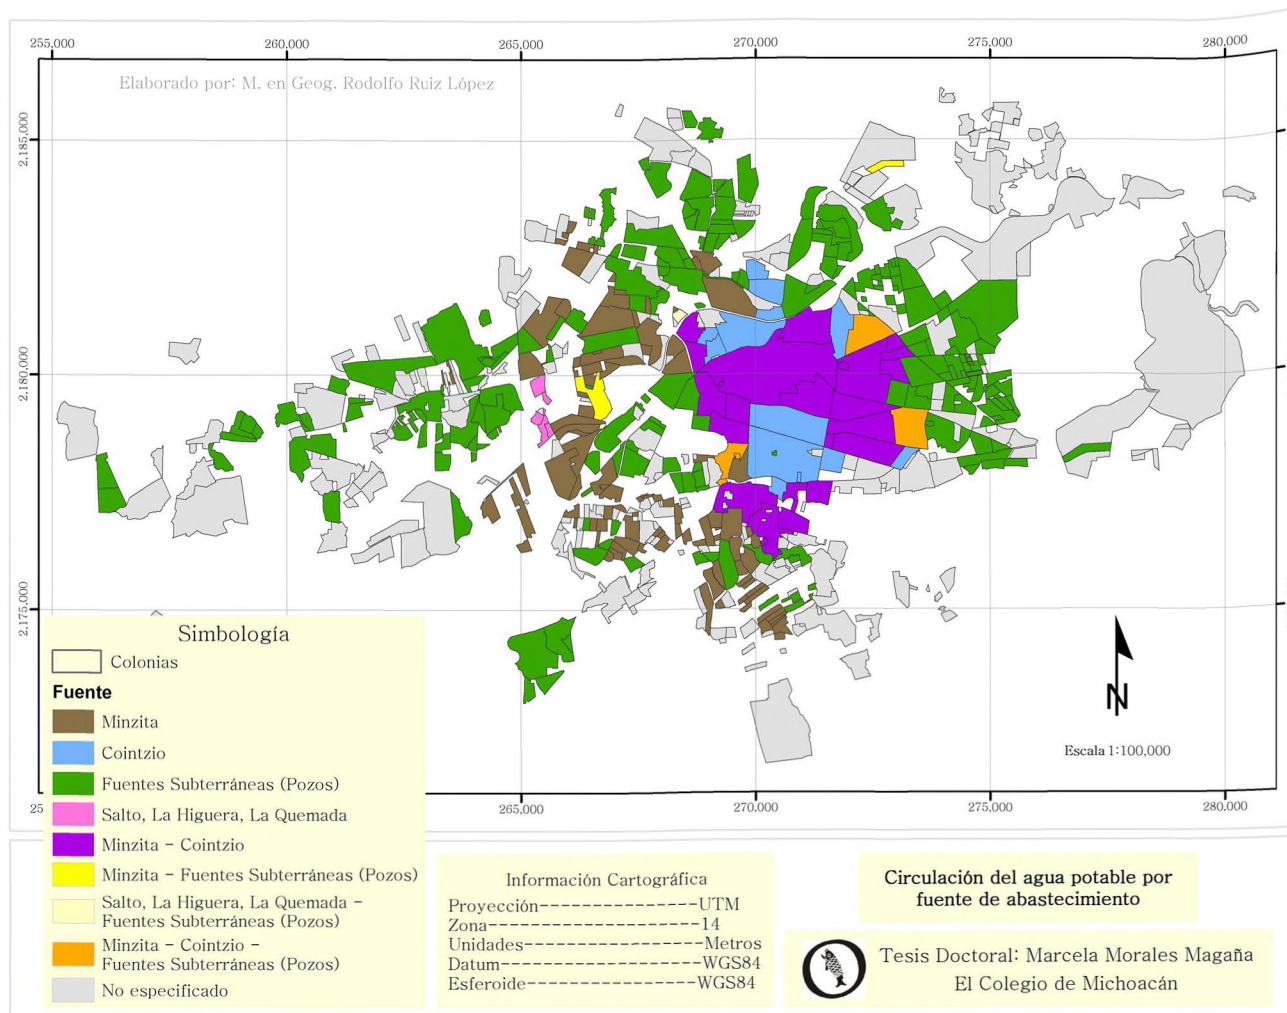 255.000 260.000 265.000 270.000 275.000 280.000
Elaborado por: M. en Geog. Rodolfo Ruiz López
2.185.000
2.180.000
2.175.000
N
Escala 1:100,000
25 265.000 270.000 275.000 280.000
Simbología
Colonias
Fuente
Minzita
Cointzio
Fuentes Subterráneas (Pozos)
Salto, La Higuera, La Quemada
Minzita - Cointzio
Minzita - Fuentes Subterráneas (Pozos)
Salto, La Higuera, La Quemada -
Fuentes Subterráneas (Pozos)
Minzita - Cointzio -
Fuentes Subterráneas (Pozos)
No especificado
Información Cartográfica
Proyección---------------UTM
Zona--------------------14
Unidades----------------Metros
Datum-----------------WGS84
Esferoide---------------WGS84
Circulación del agua potable por
fuente de abastecimiento
Tesis Doctoral: Marcela Morales Magaña
El Colegio de Michoacán